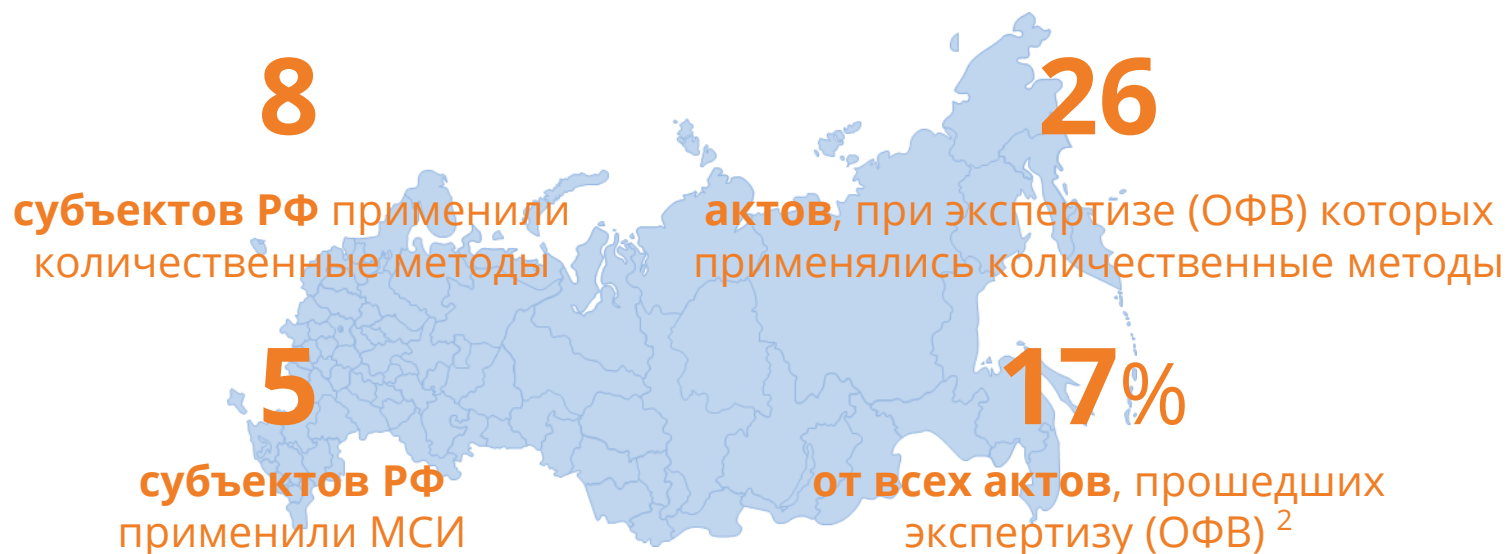 8
субъектов РФ применили
количественные методы
26
актов, при экспертизе (ОФВ) которых
применялись количественные методы
5
субъектов РФ
применили МСИ
17%
от всех актов, прошедших
экспертизу (ОФВ) 2